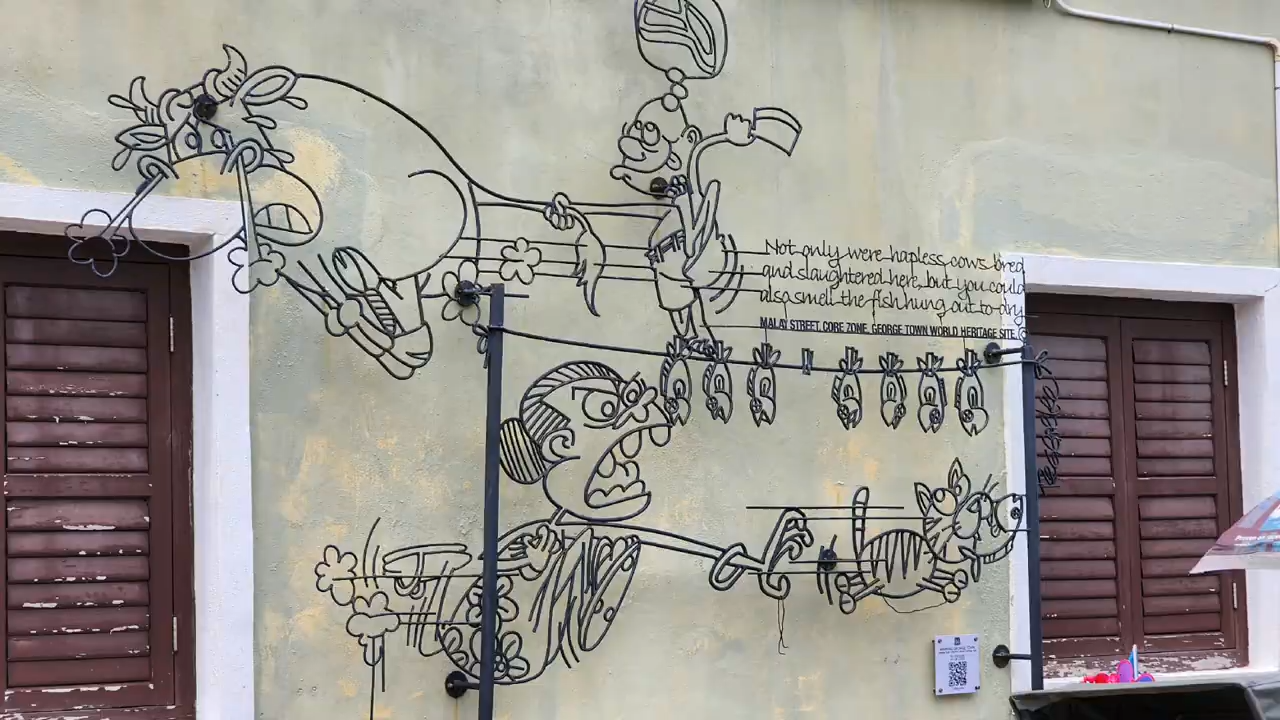 Not only were hapless cows bred
and slaughtered here, but you could
also smell the fish hung out to dry
MALAY STREET, CORE ZONE, GEORGE TOWN WORLD HERITAGE SITE. ©